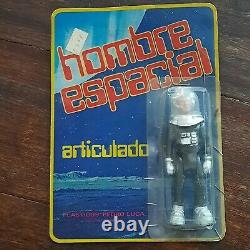 hombre
espacial
articulado
PLASTICOS PEDRO LUCA